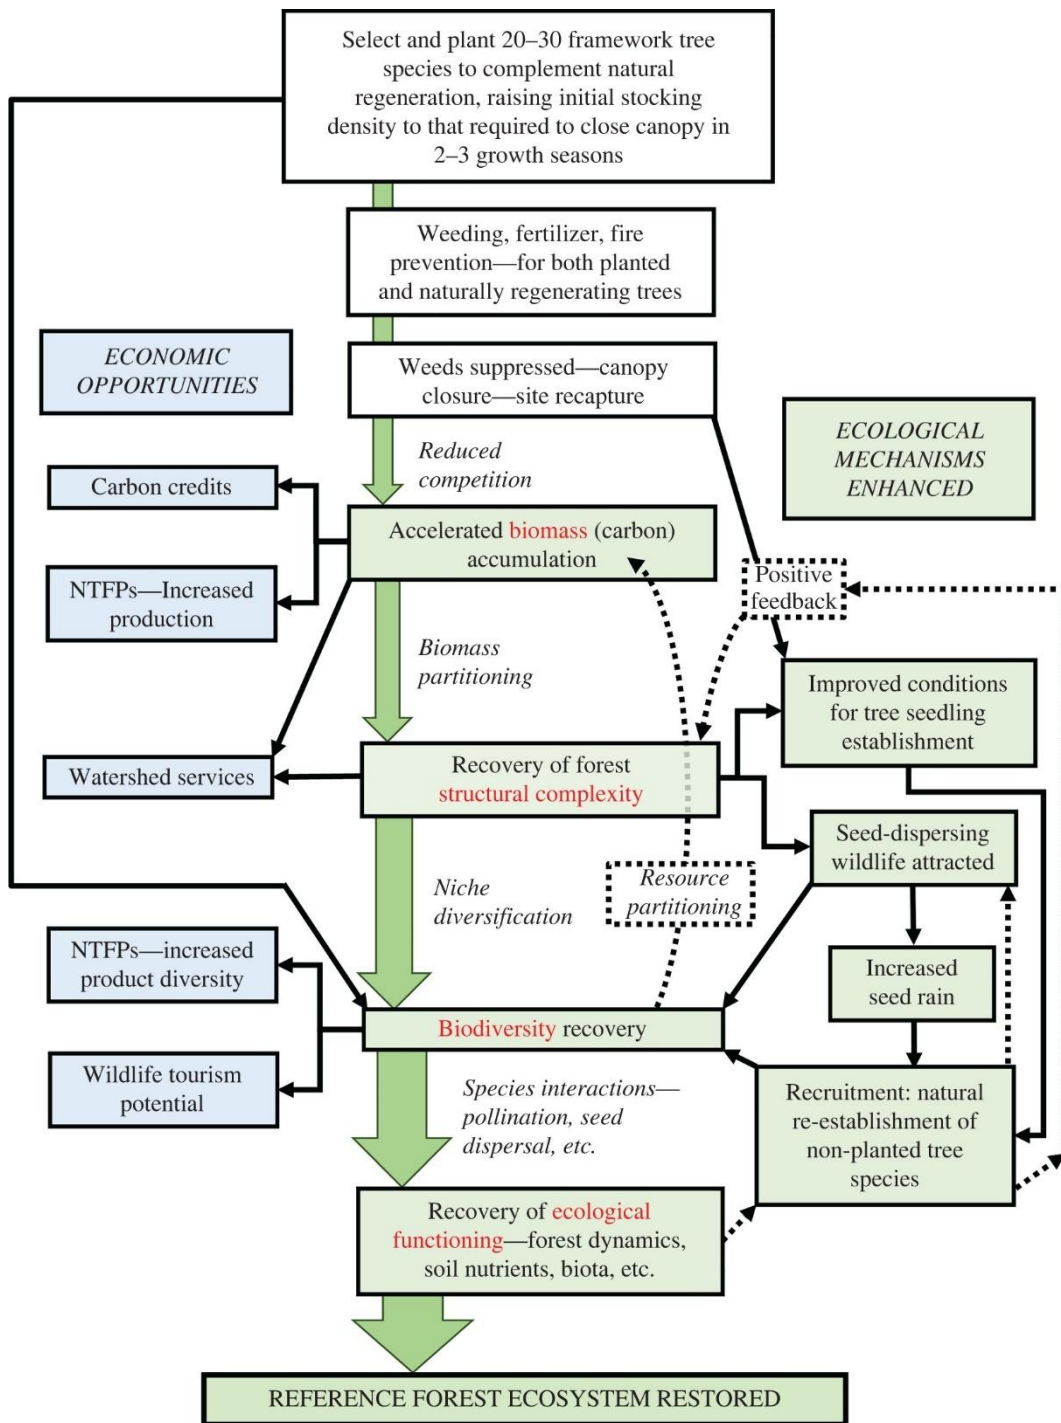 Select and plant 20–30 framework tree
species to complement natural
regeneration, raising initial stocking
density to that required to close canopy in
2–3 growth seasons
Weeding, fertilizer, fire
prevention—for both planted
and naturally regenerating trees
ECONOMIC
OPPORTUNITIES
Weeds suppressed—canopy
closure—site recapture
ECOLOGICAL
MECHANISMS
ENHANCED
Reduced
competition
Carbon credits
Accelerated biomass (carbon)
accumulation
NTFPs—Increased
production
Positive
feedback
Biomass
partitioning
Improved conditions
for tree seedling
establishment
Watershed services
Recovery of forest
structural complexity
Seed-dispersing
wildlife attracted
Niche
diversification
Resource
partitioning
NTFPs—increased
product diversity
Increased
seed rain
Biodiversity recovery
Wildlife tourism
potential
Species interactions—
pollination, seed
dispersal, etc.
Recruitment: natural
re-establishment of
non-planted tree
species
Recovery of ecological
functioning—forest dynamics,
soil nutrients, biota, etc.
REFERENCE FOREST ECOSYSTEM RESTORED